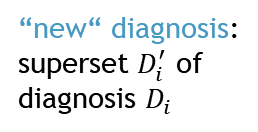 “new“ diagnosis:
superset D′ᵢ of
diagnosis Dᵢ